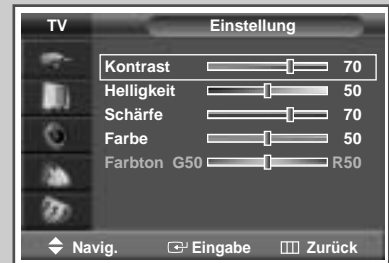 TV Einstellung
Kontrast 70
Helligkeit 50
Schärfe 70
Farbe 50
Farbton G50 R50
Navig. Eingabe Zurück